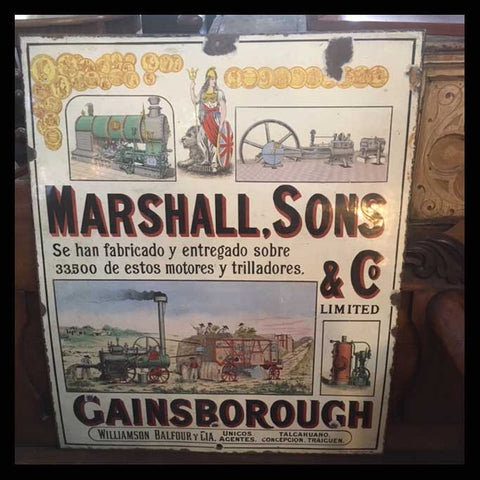 MARSHALL, SONS
& Co
LIMITED
Se han fabricado y entregado sobre
33500 de estos motores y trilladores.
GAINSBOROUGH
WILLIAMSON BALFOUR Y CIA. UNICOS AGENTES. TALCAHUANO. CONCEPCION. TRAIGUEN.